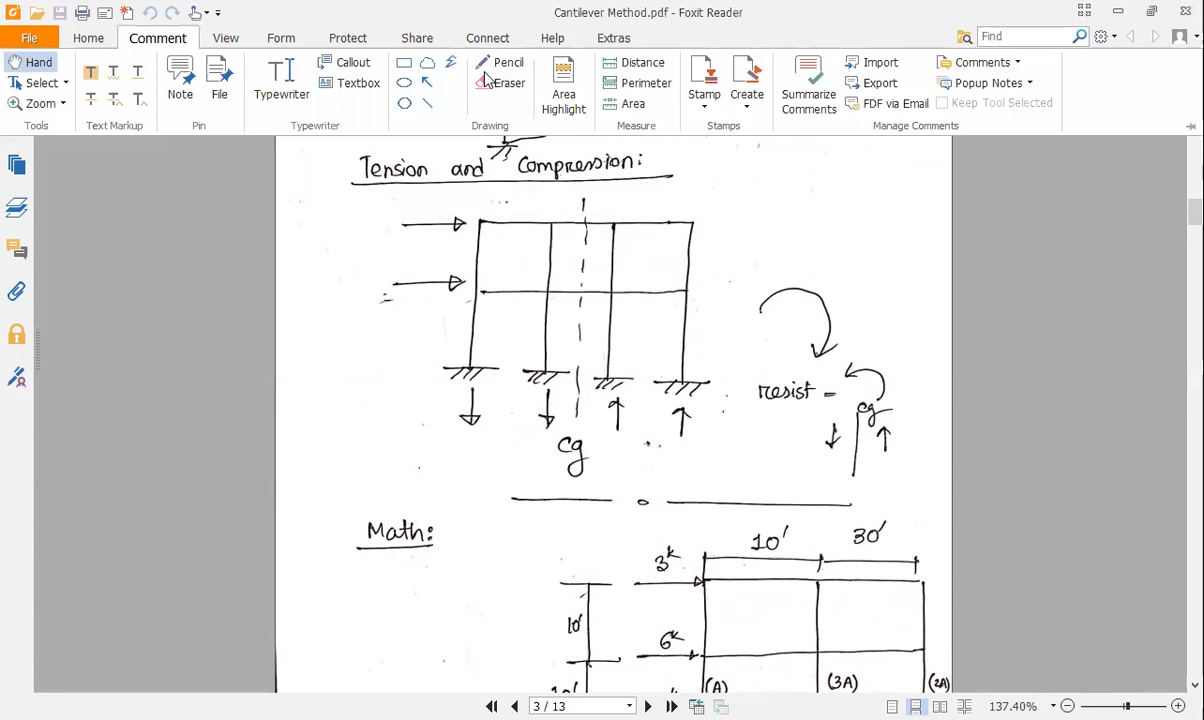 Cantilever Method.pdf - Foxit Reader
File Home Comment View Form Protect Share Connect Help Extras Find
Hand
Select
Zoom
Tools
Text Markup
Note File
Pin
Typewriter
Callout
Textbox
Typewriter
Pencil
Eraser
Drawing
Area Highlight
Distance
Perimeter
Area
Measure
Stamp Create
Stamps
Summarize Comments
Import
Export
FDF via Email
Comments
Popup Notes
Keep Tool Selected
Manage Comments
Tension and Compression:
resist =
cg
cg
Math:
10' 30'
3k
10'
6k
(A) (3A) (2A)
3 / 13 137.40%